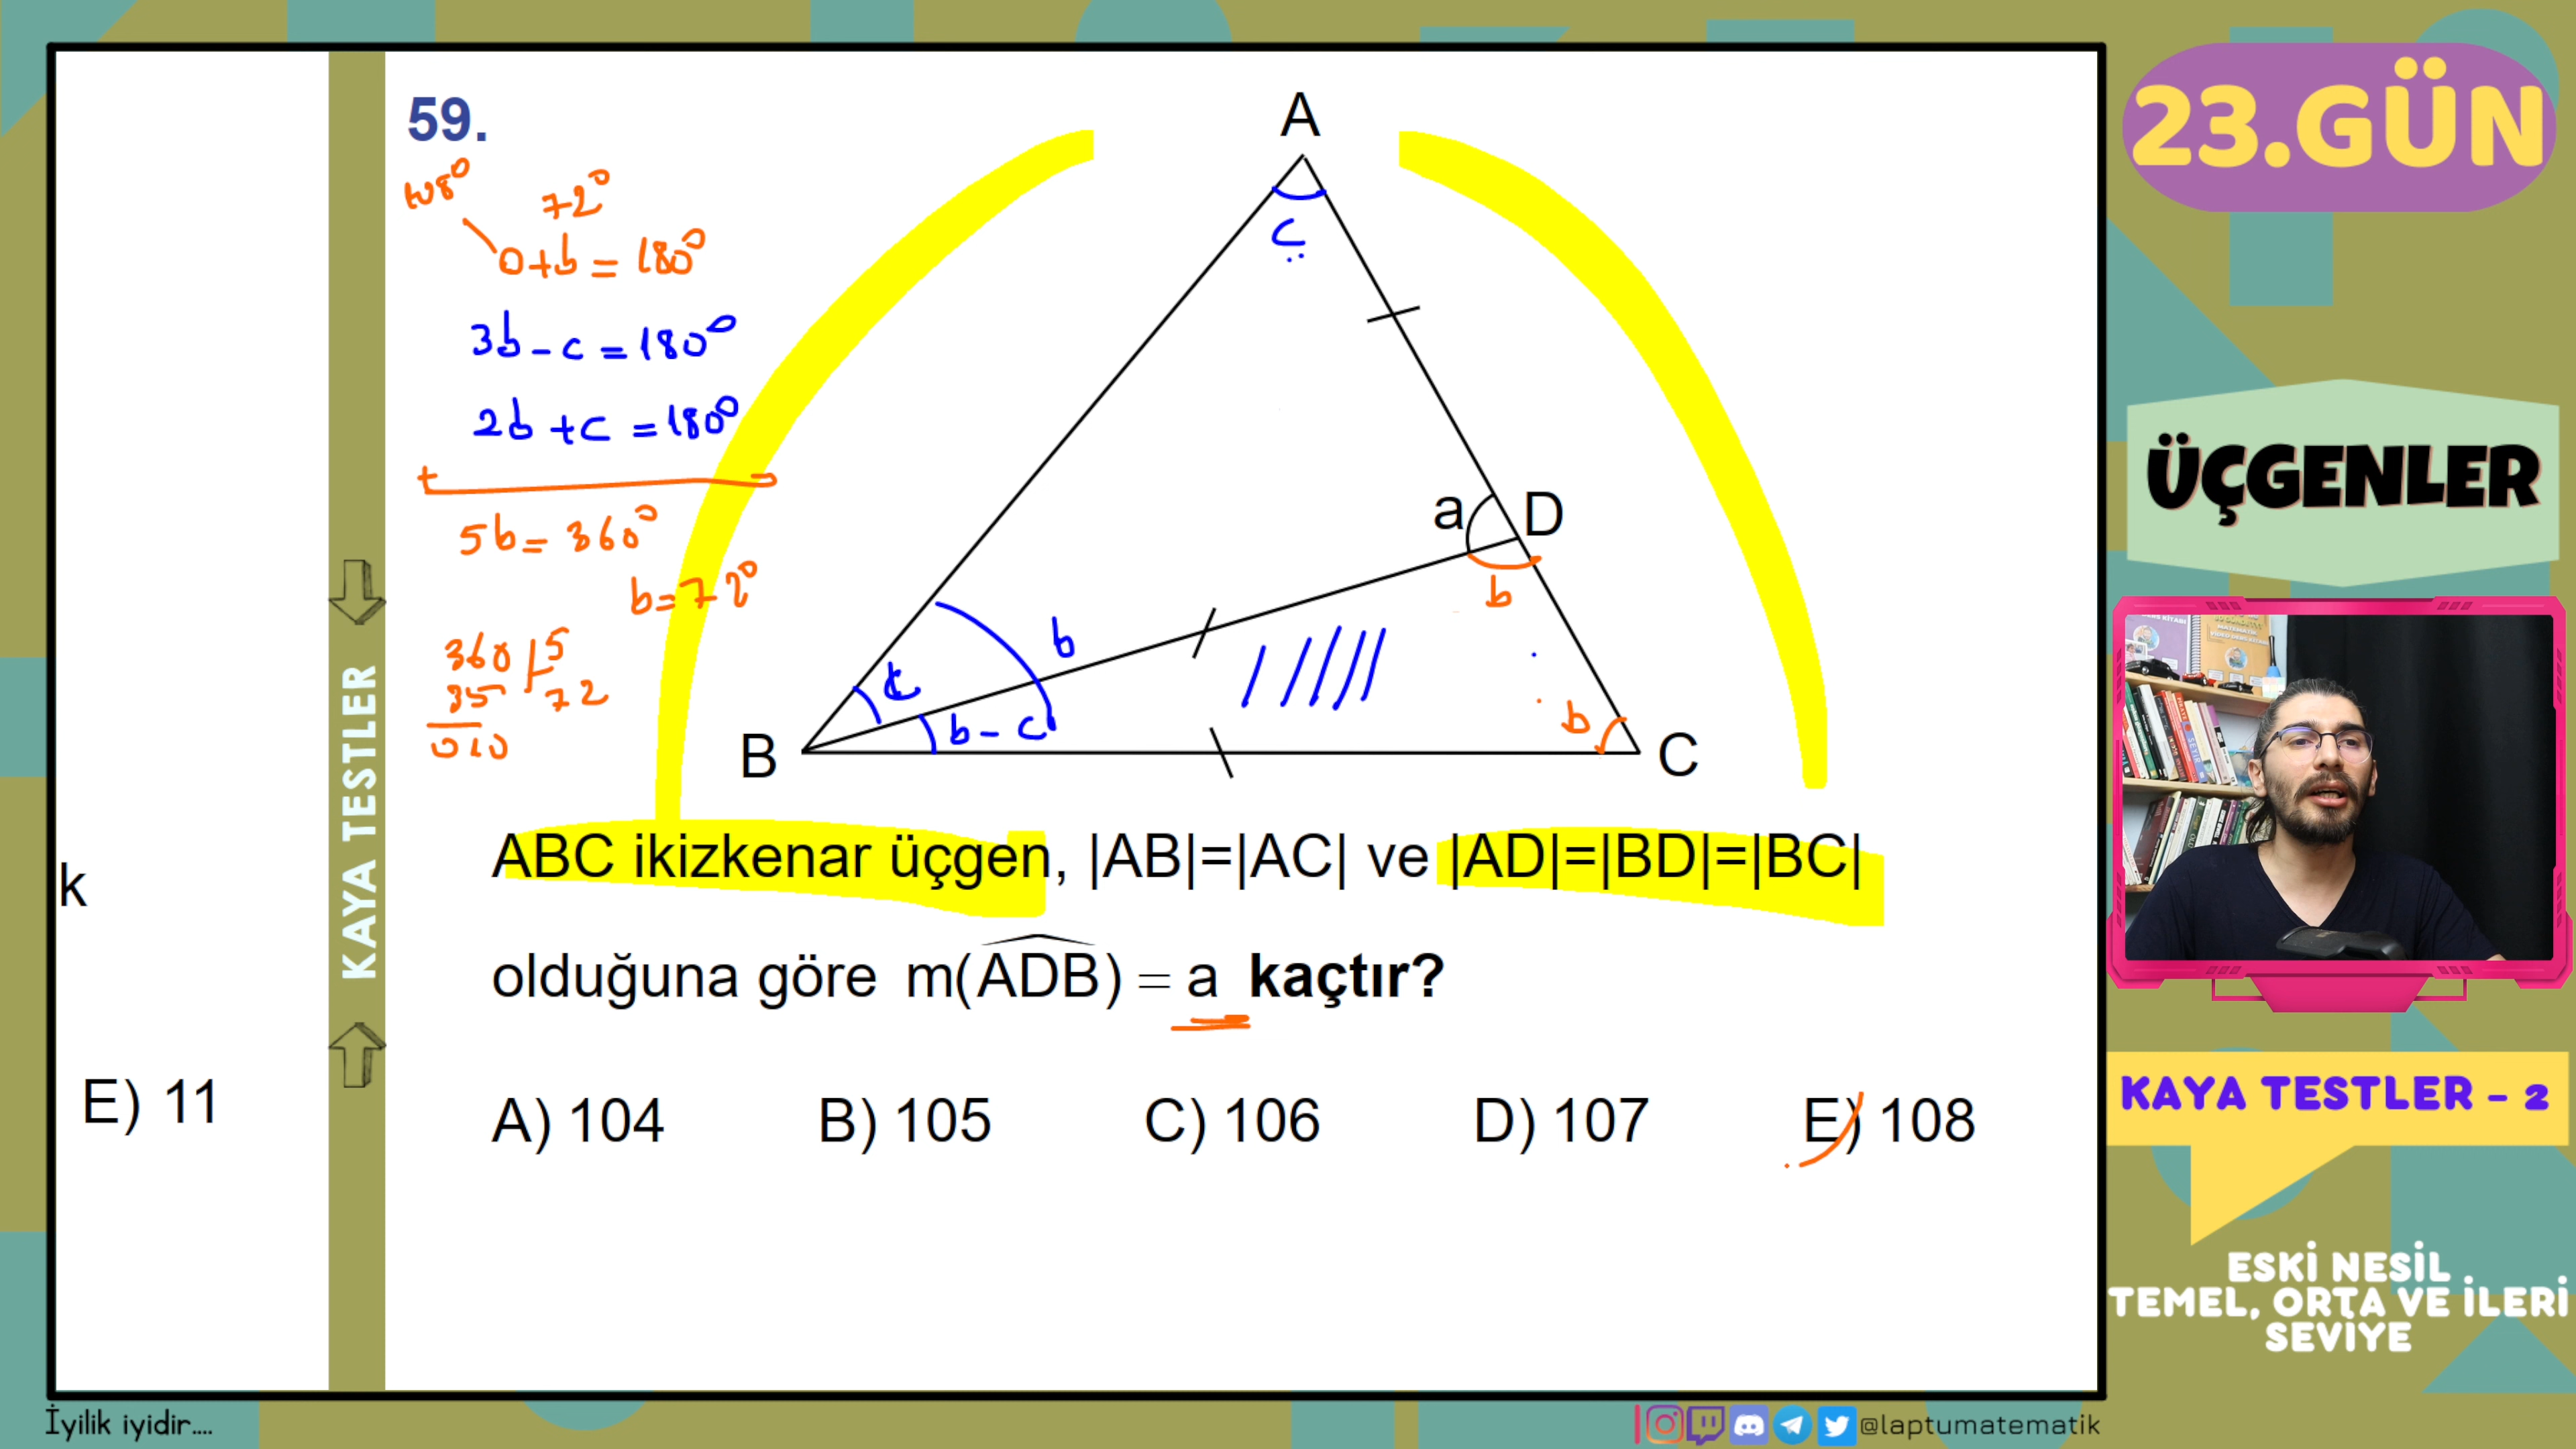 59.
108°
72°
a+b=180°
3b-c=180°
2b+c=180°
+
5b=360°
b=72°
360 5
35 72
010
A
c
a D
b
b
c
b-c
b
B
C
ABC ikizkenar üçgen, |AB|=|AC| ve |AD|=|BD|=|BC|
olduğuna göre m(ADB) = a kaçtır?
A) 104 B) 105 C) 106 D) 107 E) 108
k
E) 11
KAYA TESTLER
23.GÜN
ÜÇGENLER
KAYA TESTLER - 2
ESKİ NESİL
TEMEL, ORTA VE İLERİ
SEVİYE
İyilik iyidir....
@laptumatematik